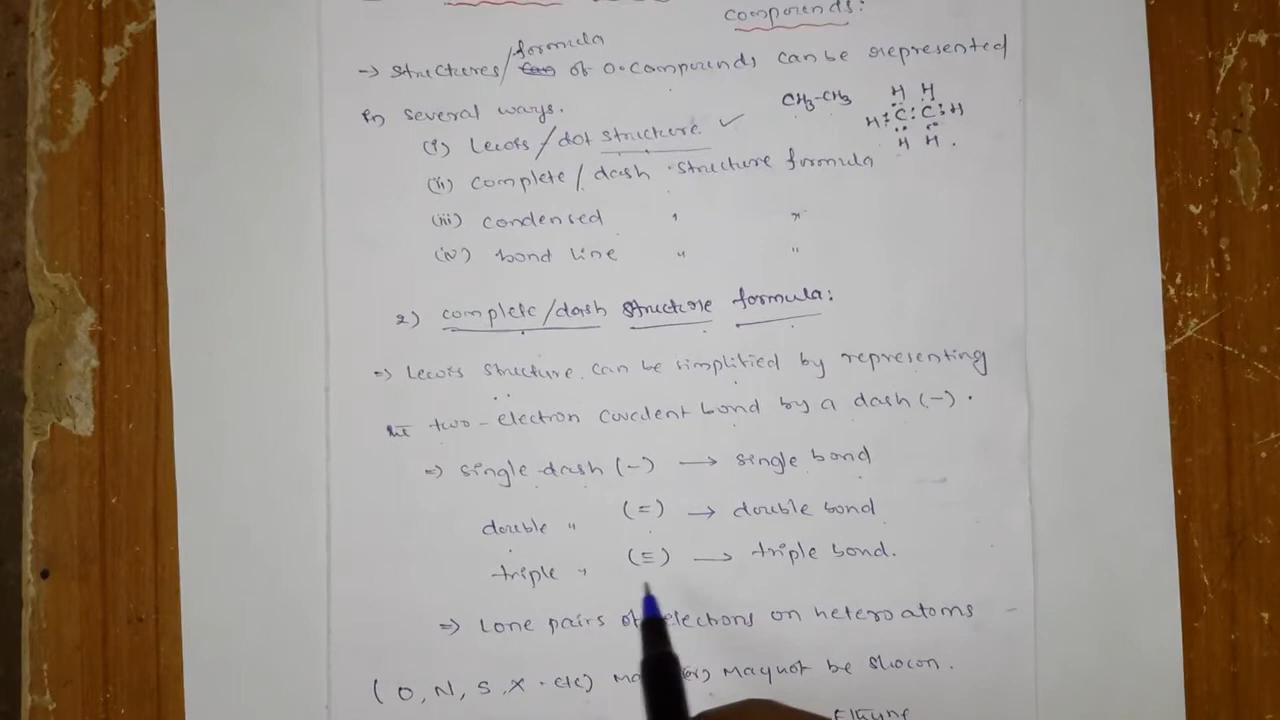 compounds:
→ structures/formula of O.compounds can be represented
in several ways.
CH3-CH3
H H
H : C : C : H
H H .
(i) Lewis/dot structure ✓
(ii) complete/dash structure formula
(iii) condensed " "
(iv) bond line " "
2) complete/dash structure formula:
⇒ Lewis structure can be simplified by representing
the two-electron covalent bond by a dash (-).
⇒ single dash (-) → single bond
double " (=) → double bond
triple " (≡) → triple bond.
⇒ Lone pairs of elections on heteroatoms
(O, N, S, X . etc) (or) may not be shocon.
Ethyne